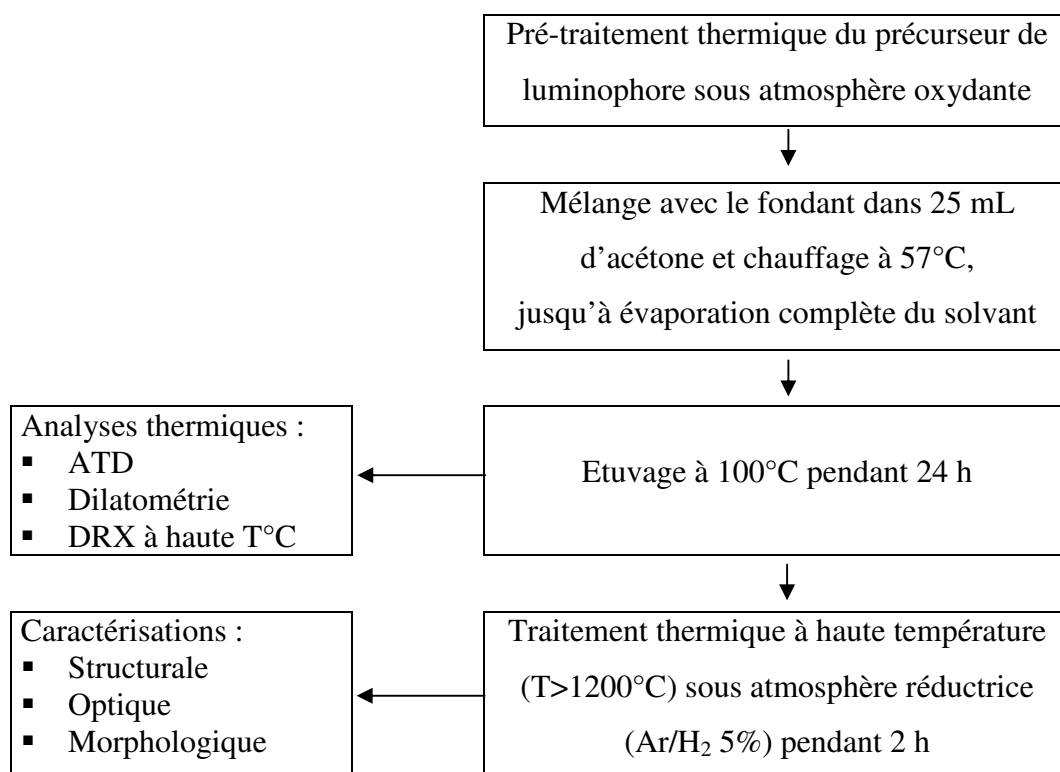 Pré-traitement thermique du précurseur de
luminophore sous atmosphère oxydante
Mélange avec le fondant dans 25 mL
d’acétone et chauffage à 57°C,
jusqu’à évaporation complète du solvant
Analyses thermiques :
▪ ATD
▪ Dilatométrie
▪ DRX à haute T°C
Etuvage à 100°C pendant 24 h
Caractérisations :
▪ Structurale
▪ Optique
▪ Morphologique
Traitement thermique à haute température
(T>1200°C) sous atmosphère réductrice
(Ar/H₂ 5%) pendant 2 h